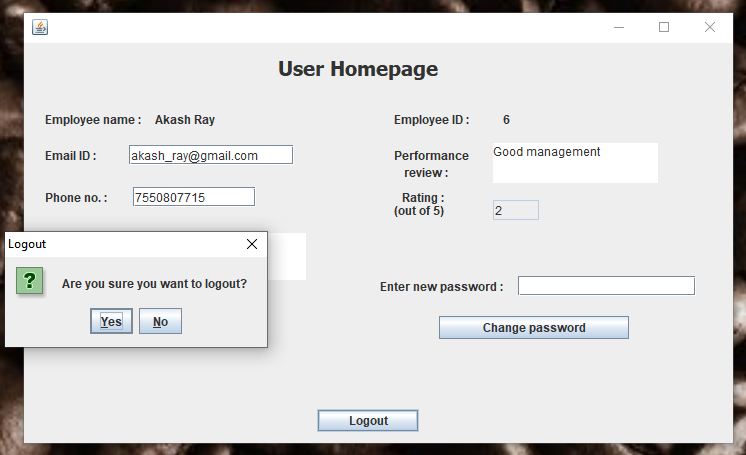 User Homepage
Employee name : Akash Ray
Employee ID : 6
Email ID : akash_ray@gmail.com
Performance review : Good management
Phone no. : 7550807715
Rating : (out of 5) 2
Logout
Are you sure you want to logout?
Yes No
Enter new password :
Change password
Logout